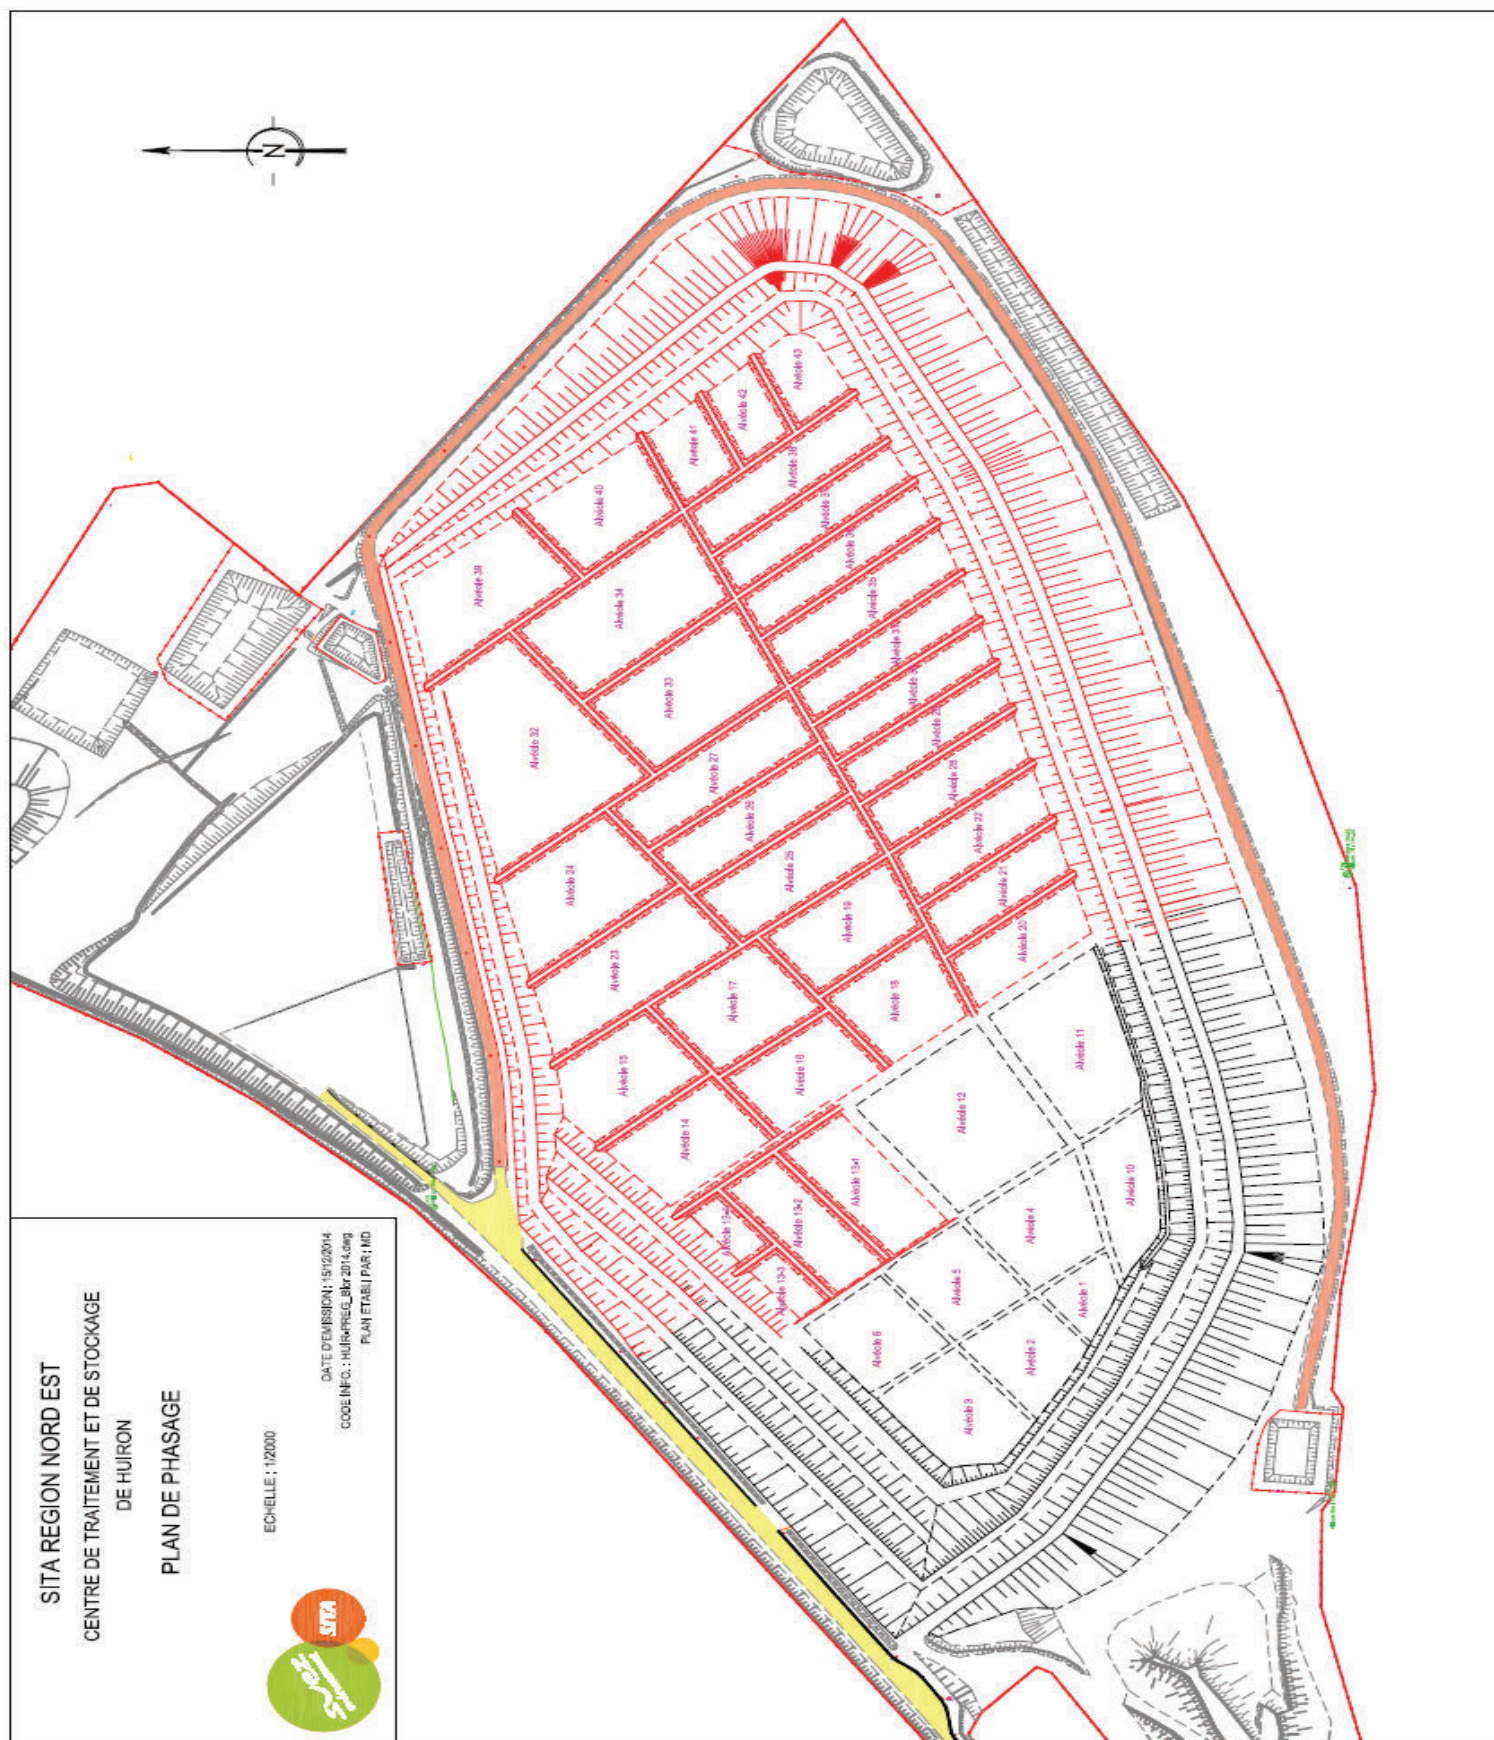 SITA REGION NORD EST
CENTRE DE TRAITEMENT ET DE STOCKAGE
DE HUIRON
PLAN DE PHASAGE
ECHELLE : 1/2000
DATE D'EMISSION : 15/12/2014
PLAN ETABLI PAR : MD
SITA
N
Alvéole 43
Alvéole 42
Alvéole 41
Alvéole 40
Alvéole 39
Alvéole 38
Alvéole 35
Alvéole 34
Alvéole 33
Alvéole 32
Alvéole 28
Alvéole 27
Alvéole 26
Alvéole 25
Alvéole 24
Alvéole 23
Alvéole 22
Alvéole 21
Alvéole 20
Alvéole 19
Alvéole 18
Alvéole 17
Alvéole 16
Alvéole 15
Alvéole 14
Alvéole 13-1
Alvéole 13-2
Alvéole 13-3
Alvéole 12
Alvéole 11
Alvéole 10
Alvéole 4
Alvéole 5
Alvéole 6
Alvéole 1
Alvéole 2